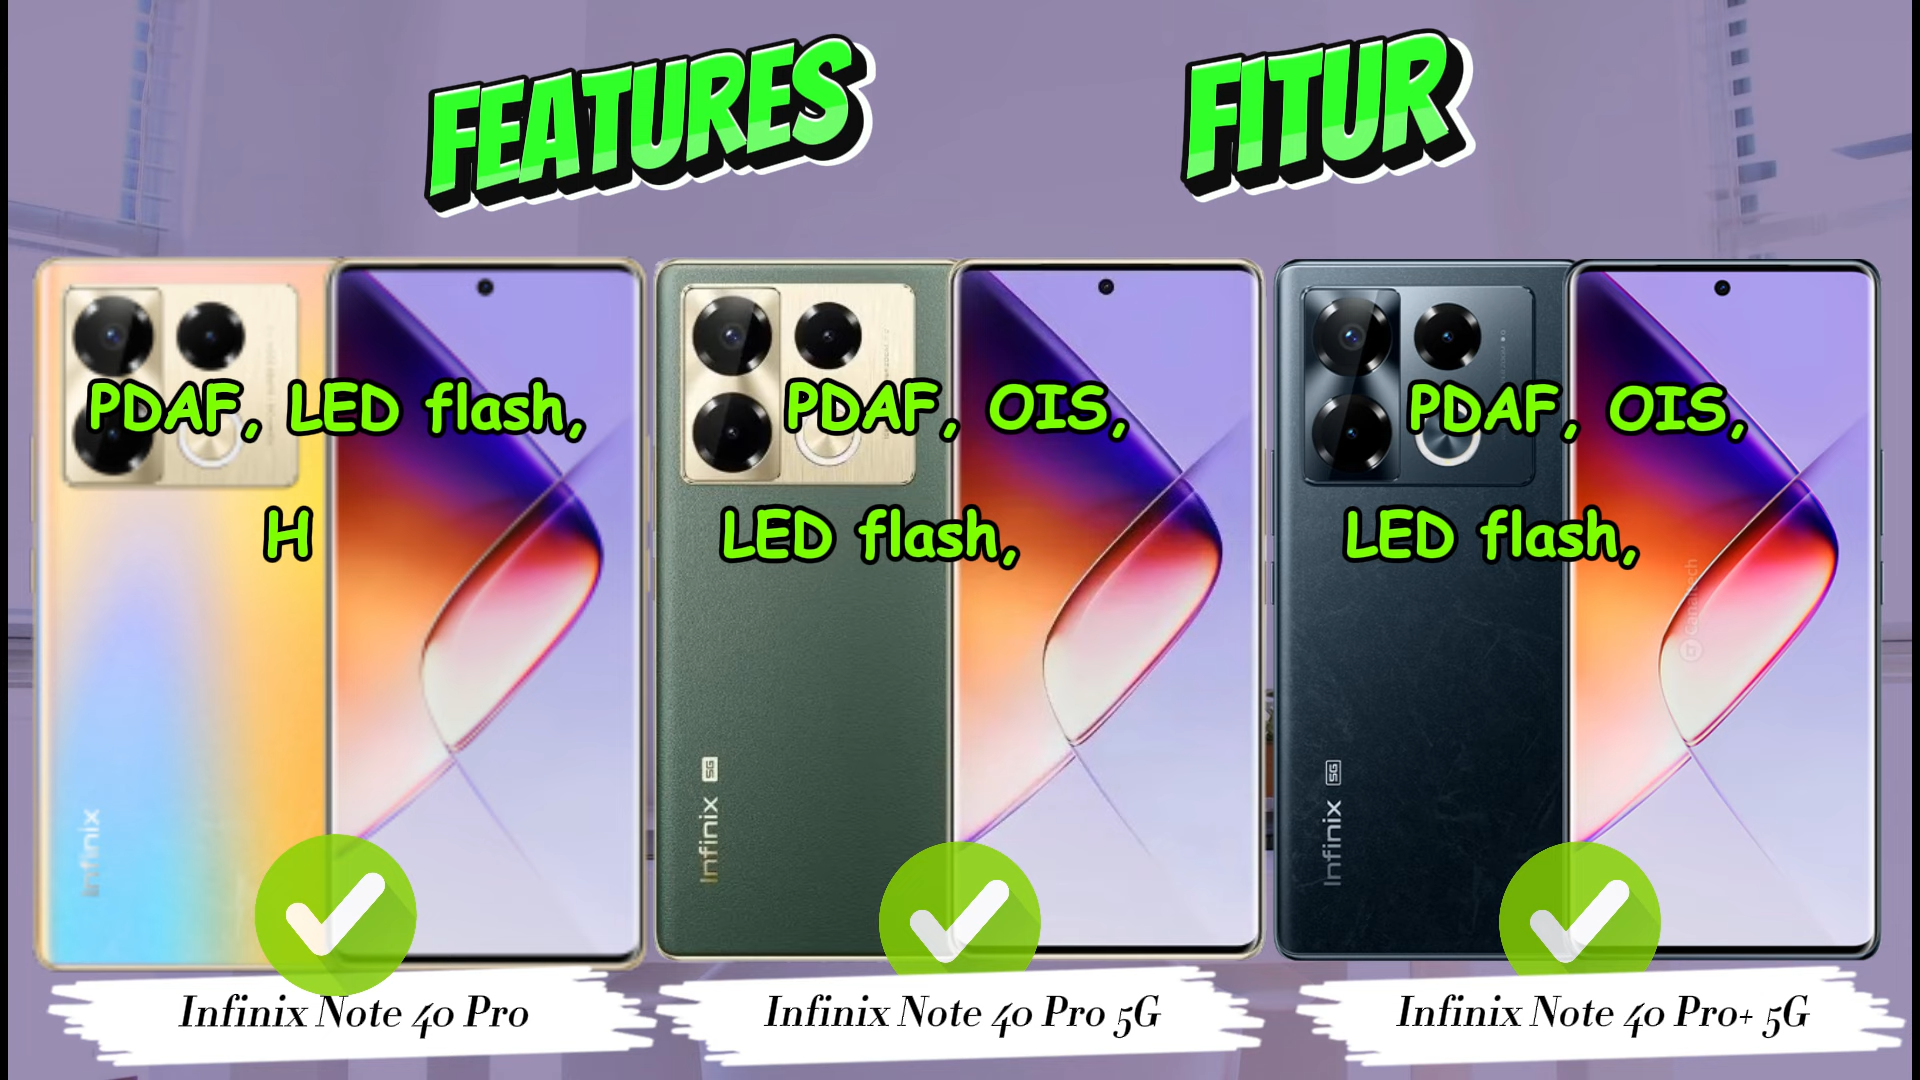 FEATURES
FITUR
PDAF, LED flash,
H
PDAF, OIS,
LED flash,
PDAF, OIS,
LED flash,
Infinix
Infinix 5G
Infinix 5G
Canaltech
Infinix Note 40 Pro
Infinix Note 40 Pro 5G
Infinix Note 40 Pro+ 5G